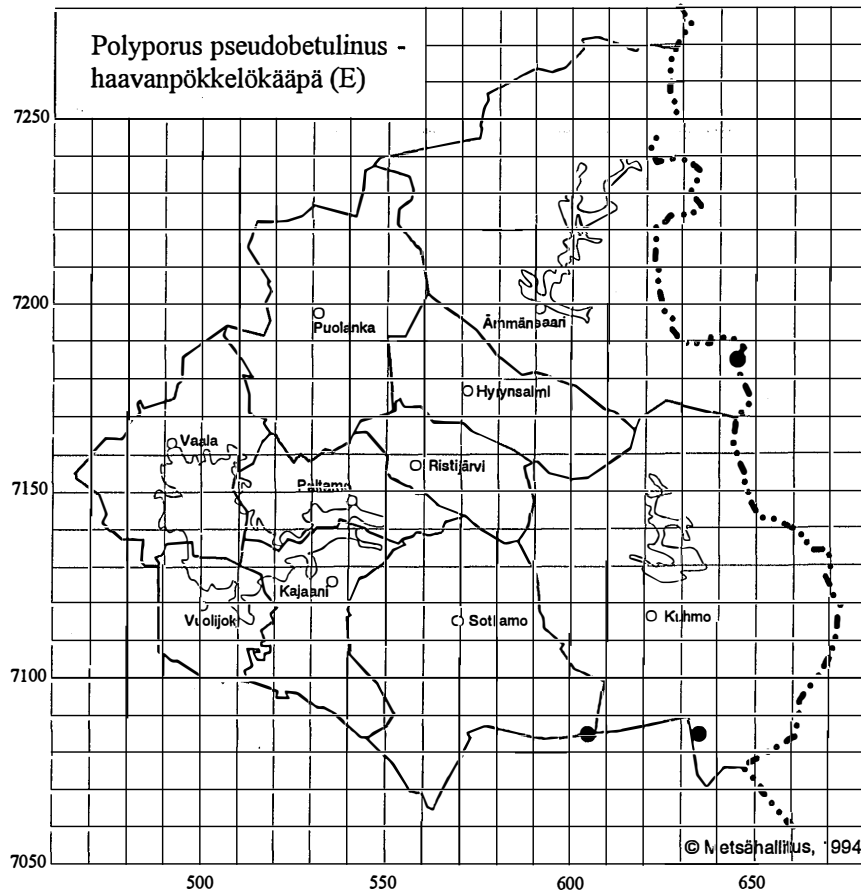 Polyporus pseudobetulinus -
haavanpökkelökääpä (E)
7250
7200
Ämmänsaari
Puolanka
Hyrynsalmi
Vaala
Ristijärvi
7150
Paltamo
Kajaani
Vuolijoki
Sotkamo
Kuhmo
7100
7050
© Metsähallitus, 1994
500
550
600
650